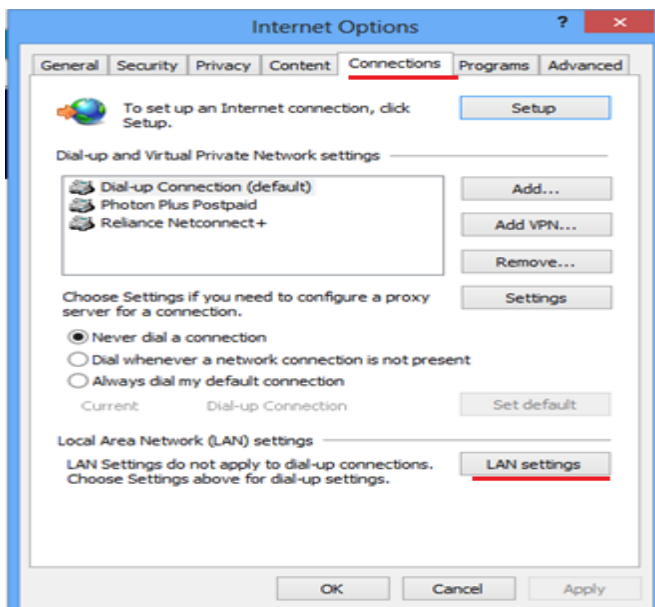 Internet Options
?
×
General Security Privacy Content Connections Programs Advanced
To set up an Internet connection, click
Setup.
Setup
Dial-up and Virtual Private Network settings
Dial-up Connection (default)
Photon Plus Postpaid
Reliance Netconnect+
Add...
Add VPN...
Remove...
Choose Settings if you need to configure a proxy
server for a connection.
Settings
Never dial a connection
Dial whenever a network connection is not present
Always dial my default connection
Current Dial-up Connection
Set default
Local Area Network (LAN) settings
LAN Settings do not apply to dial-up connections.
Choose Settings above for dial-up settings.
LAN settings
OK Cancel Apply